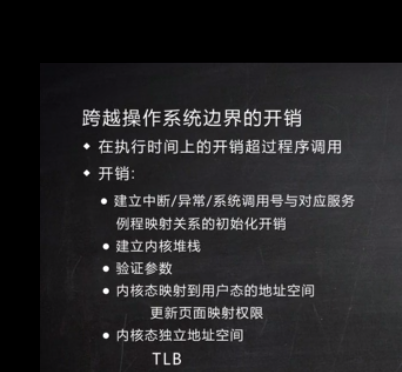 跨越操作系统边界的开销
在执行时间上的开销超过程序调用
开销:
建立中断/异常/系统调用号与对应服务
例程映射关系的初始化开销
建立内核堆栈
验证参数
内核态映射到用户态的地址空间
更新页面映射权限
内核态独立地址空间
TLB